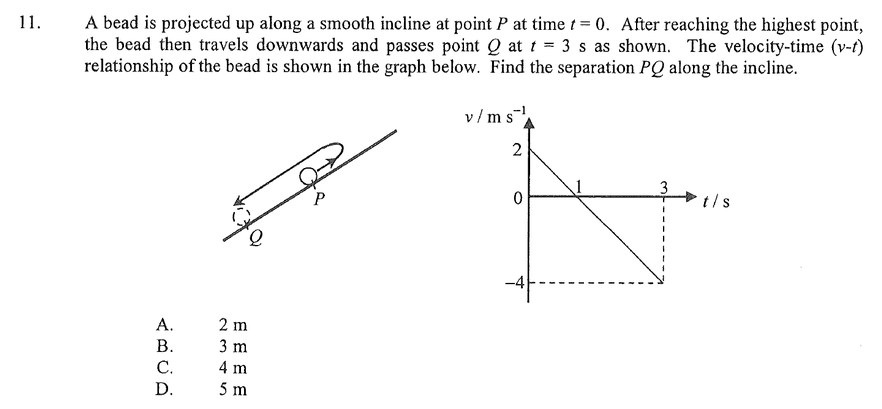 11. A bead is projected up along a smooth incline at point P at time t = 0. After reaching the highest point,
the bead then travels downwards and passes point Q at t = 3 s as shown. The velocity-time (v-t)
relationship of the bead is shown in the graph below. Find the separation PQ along the incline.
v / m s⁻¹
2
P
0
1
3
t / s
Q
−4
A. 2 m
B. 3 m
C. 4 m
D. 5 m